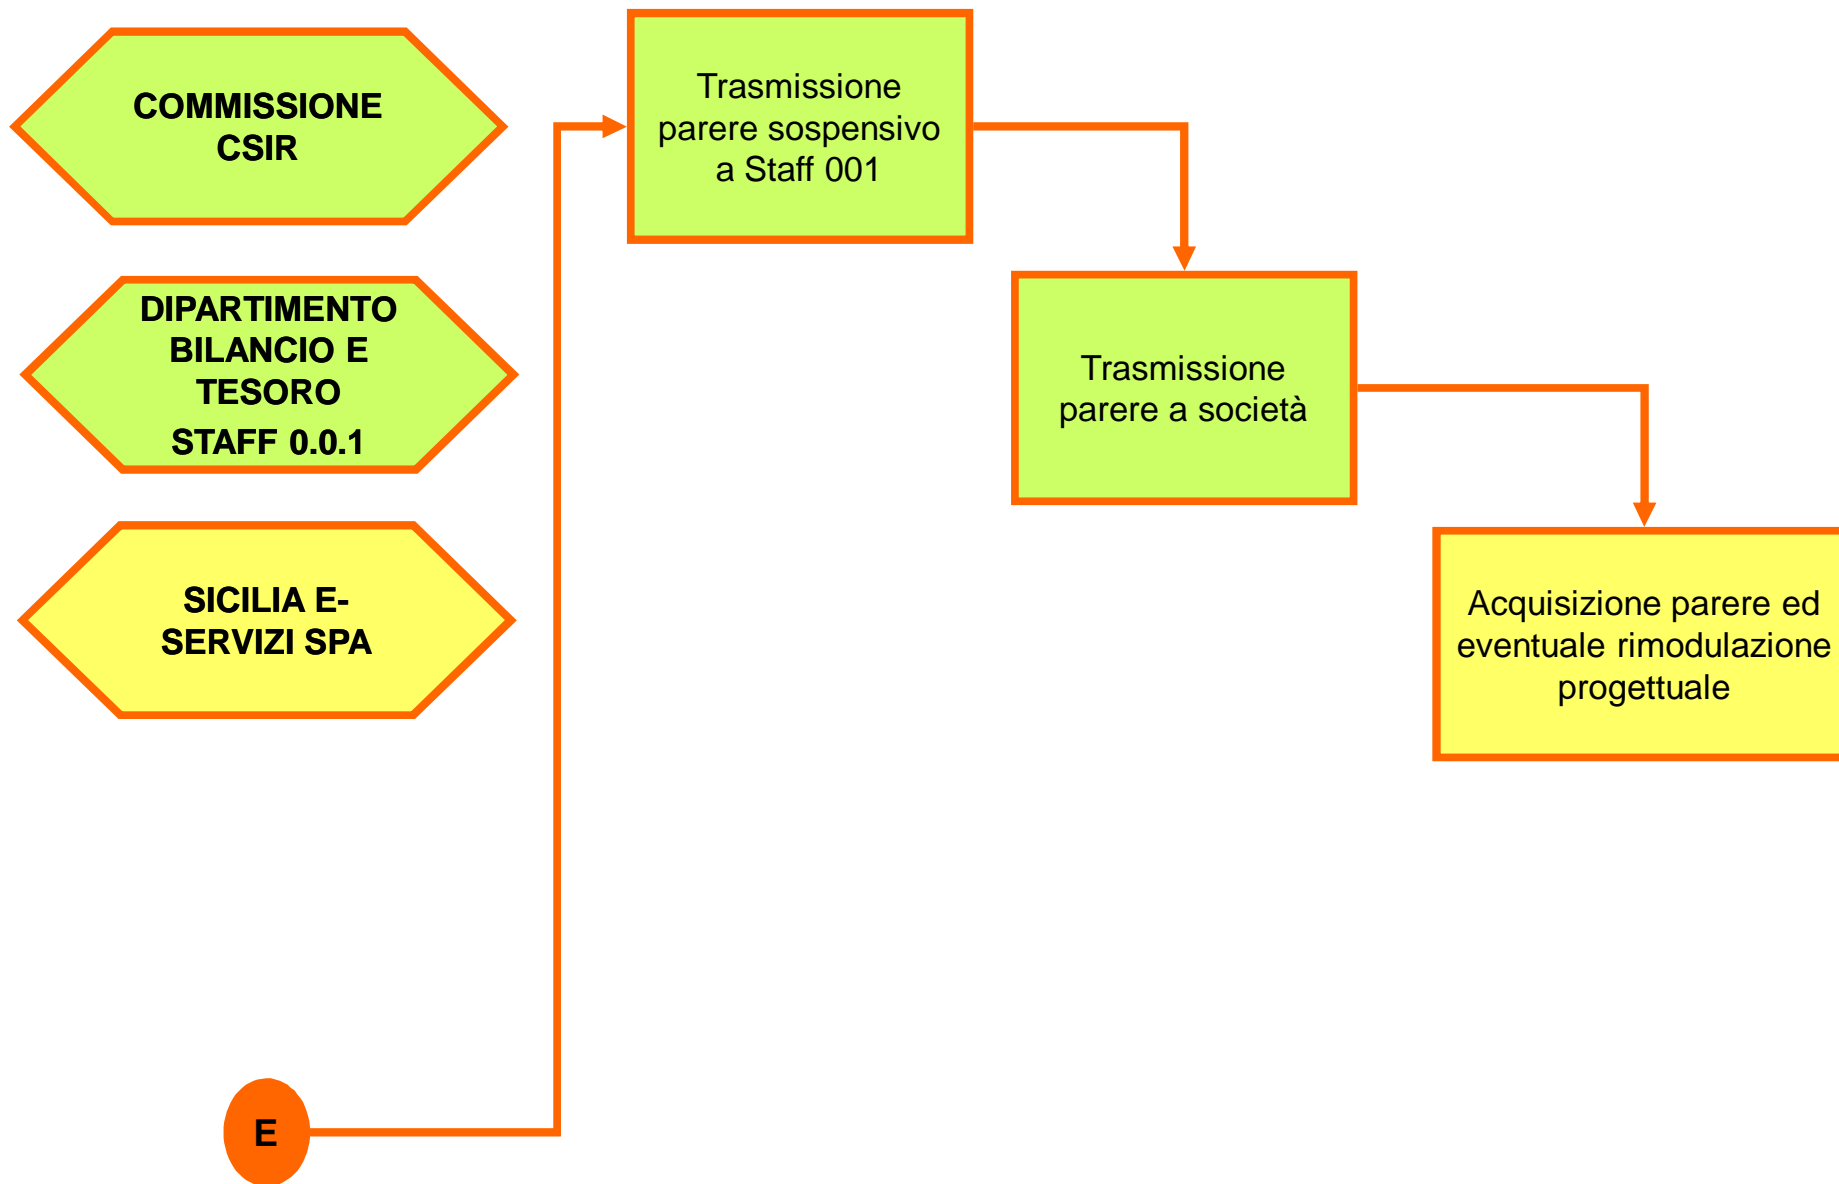 COMMISSIONE
CSIR
Trasmissione
parere sospensivo
a Staff 001
DIPARTIMENTO
BILANCIO E
TESORO
STAFF 0.0.1
Trasmissione
parere a società
SICILIA E-
SERVIZI SPA
Acquisizione parere ed
eventuale rimodulazione
progettuale
E